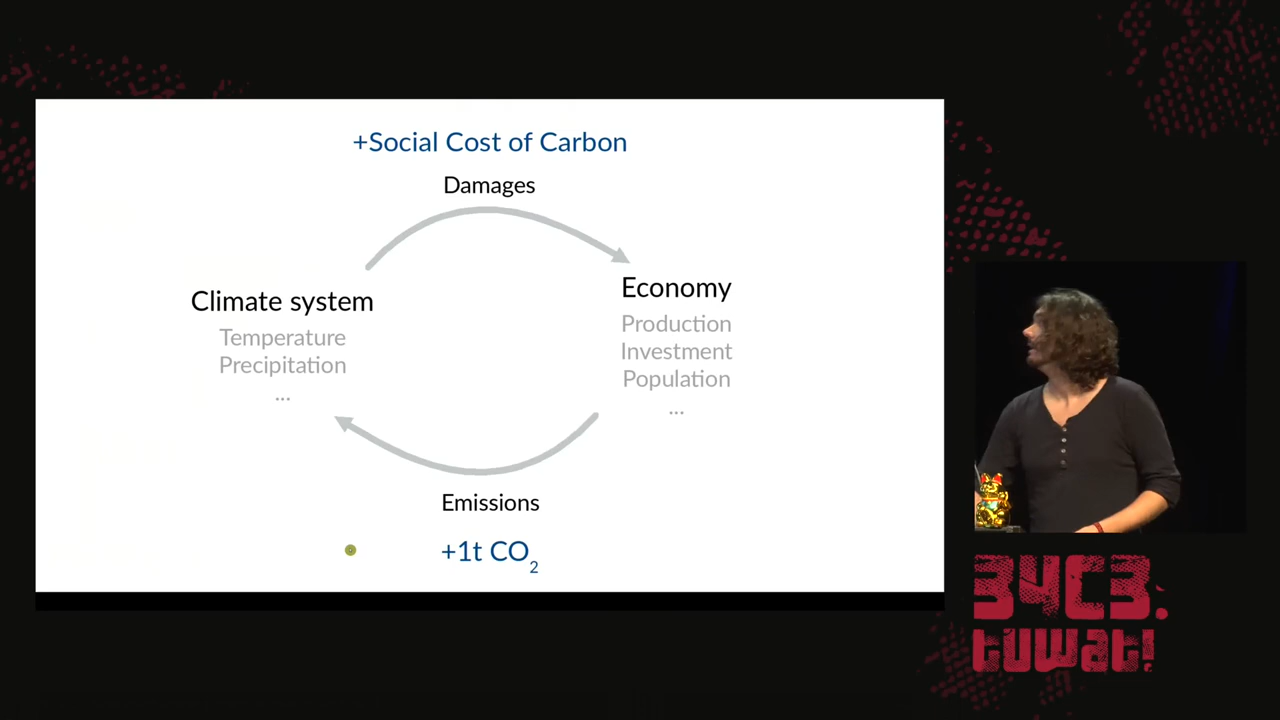 +Social Cost of Carbon
Damages
Climate system
Temperature
Precipitation
...
Economy
Production
Investment
Population
...
Emissions
+1t CO2
34C3.
tuwat!